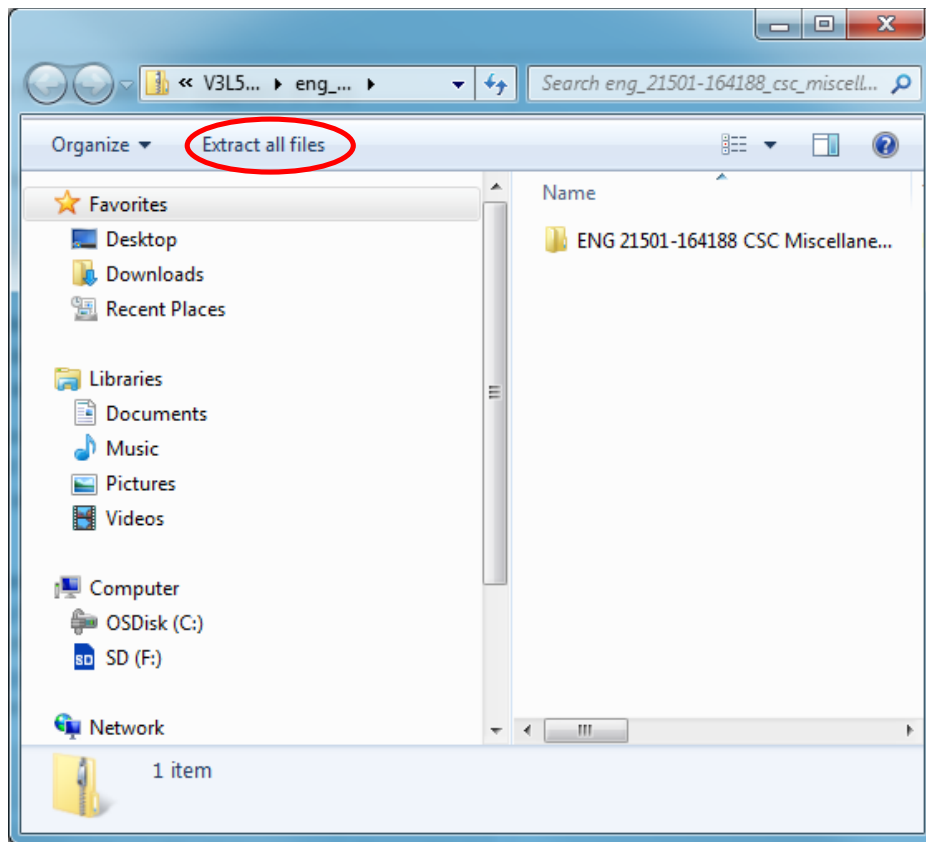 « V3L5... ▸ eng_... ▸
Search eng_21501-164188_csc_miscell...
Organize
Extract all files
Favorites
Desktop
Downloads
Recent Places
Libraries
Documents
Music
Pictures
Videos
Computer
OSDisk (C:)
SD SD (F:)
Network
Name
ENG 21501-164188 CSC Miscellane...
1 item